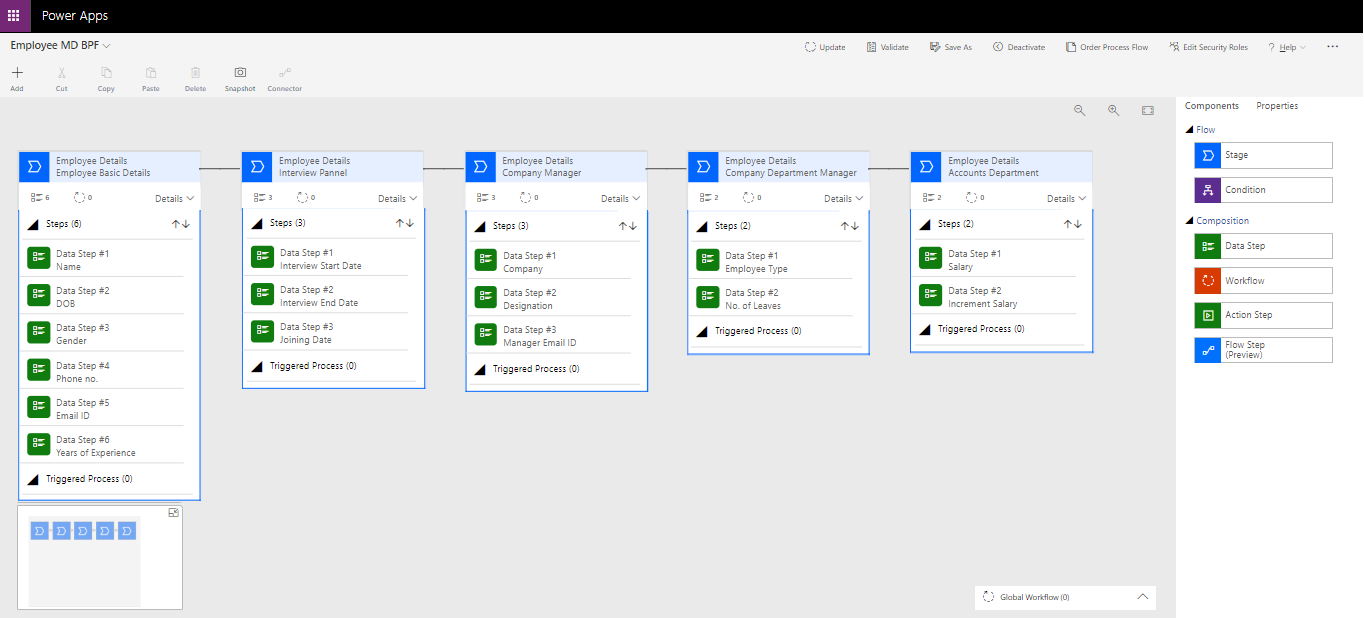 Power Apps
Employee MD BPF
Update
Validate
Save As
Deactivate
Order Process Flow
Edit Security Roles
? Help
...
Add
Cut
Copy
Paste
Delete
Snapshot
Connector
Employee Details
Employee Basic Details
6
0
Details
Steps (6)
Data Step #1
Name
Data Step #2
DOB
Data Step #3
Gender
Data Step #4
Phone no.
Data Step #5
Email ID
Data Step #6
Years of Experience
Triggered Process (0)
Employee Details
Interview Pannel
3
0
Details
Steps (3)
Data Step #1
Interview Start Date
Data Step #2
Interview End Date
Data Step #3
Joining Date
Triggered Process (0)
Employee Details
Company Manager
3
0
Details
Steps (3)
Data Step #1
Company
Data Step #2
Designation
Data Step #3
Manager Email ID
Triggered Process (0)
Employee Details
Company Department Manager
2
0
Details
Steps (2)
Data Step #1
Employee Type
Data Step #2
No. of Leaves
Triggered Process (0)
Employee Details
Accounts Department
2
0
Details
Steps (2)
Data Step #1
Salary
Data Step #2
Increment Salary
Triggered Process (0)
Global Workflow (0)
Components
Properties
Flow
Stage
Condition
Composition
Data Step
Workflow
Action Step
Flow Step
(Preview)